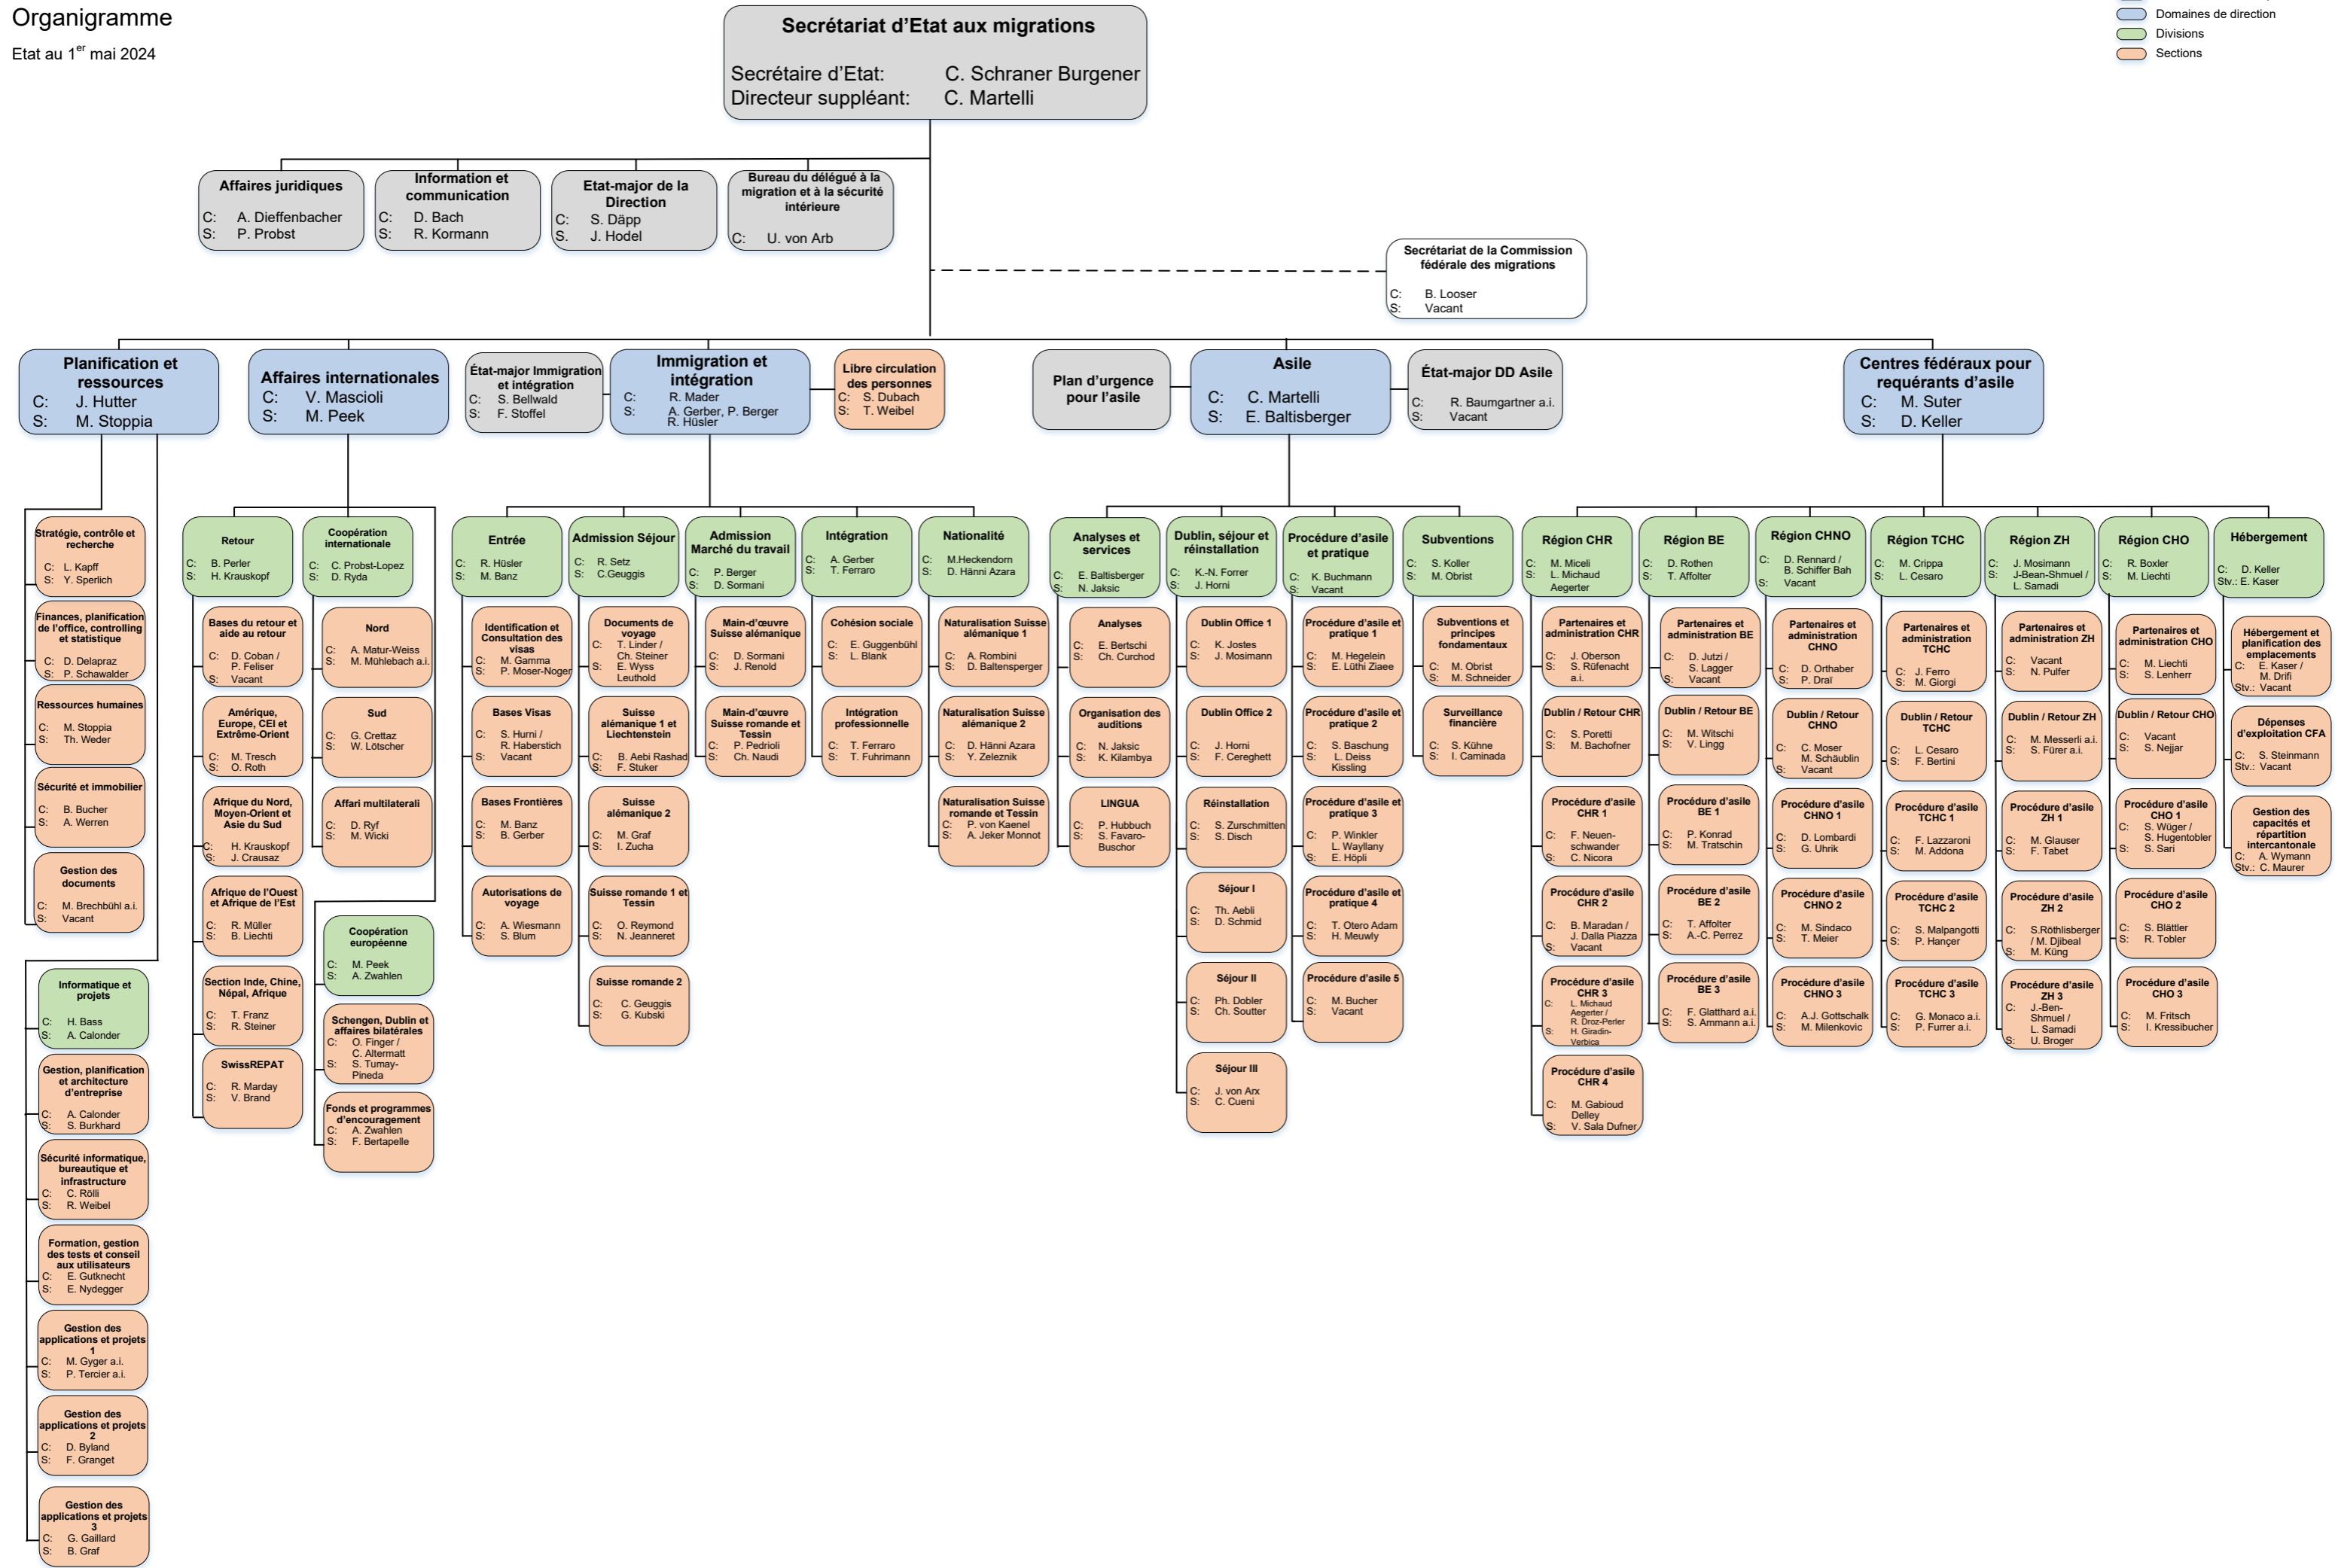 Organigramme
Etat au 1er mai 2024
Domaines de direction
Divisions
Sections
Secrétariat d'Etat aux migrations
Secrétaire d'Etat: C. Schraner Burgener
Directeur suppléant: C. Martelli
Affaires juridiques
C: A. Dieffenbacher
S: P. Probst
Information et
communication
C: D. Bach
S: R. Kormann
Etat-major de la
Direction
C: S. Däpp
S. J. Hodel
Bureau du délégué à la
migration et à la sécurité
intérieure
C: U. von Arb
Secrétariat de la Commission
fédérale des migrations
C: B. Looser
S: Vacant
Planification et
ressources
C: J. Hutter
S: M. Stoppia
Affaires internationales
C: V. Mascioli
S: M. Peek
État-major Immigration
et intégration
C: S. Bellwald
S: F. Stoffel
Immigration et
intégration
C: R. Mader
S: A. Gerber, P. Berger
R. Hüsler
Libre circulation
des personnes
C: S. Dubach
S: T. Weibel
Plan d'urgence
pour l'asile
Asile
C: C. Martelli
S: E. Baltisberger
État-major DD Asile
C: R. Baumgartner a.i.
S: Vacant
Centres fédéraux pour
requérants d'asile
C: M. Suter
S: D. Keller
Stratégie, contrôle et
recherche
C: L. Kapff
S: Y. Sperlich
Finances, planification
de l'office, controlling
et statistique
C: D. Delapraz
S: P. Schawalder
Ressources humaines
C: M. Stoppia
S: Th. Weder
Sécurité et immobilier
C: B. Bucher
S: A. Werren
Gestion des
documents
C: M. Brechbühl a.i.
S: Vacant
Informatique et
projets
C: H. Bass
S: A. Calonder
Gestion, planification
et architecture
d'entreprise
C: A. Calonder
S: S. Burkhard
Sécurité informatique,
bureautique et
infrastructure
C: C. Rölli
S: R. Weibel
Formation, gestion
des tests et conseil
aux utilisateurs
C: E. Gutknecht
S: E. Nydegger
Gestion des
applications et projets
1
C: M. Gyger a.i.
S: P. Tercier a.i.
Gestion des
applications et projets
2
C: D. Byland
S: F. Granget
Gestion des
applications et projets
3
C: G. Gaillard
S: B. Graf
Retour
C: B. Perler
S: H. Krauskopf
Bases du retour et
aide au retour
C: D. Coban /
P. Feliser
S: Vacant
Amérique,
Europe, CEI et
Extrême-Orient
C: M. Tresch
S: O. Roth
Afrique du Nord,
Moyen-Orient et
Asie du Sud
C: H. Krauskopf
S: J. Crausaz
Afrique de l'Ouest
et Afrique de l'Est
C: R. Müller
S: B. Liechti
Section Inde, Chine,
Népal, Afrique
C: T. Franz
S: R. Steiner
SwissREPAT
C: R. Marday
S: V. Brand
Coopération
internationale
C: C. Probst-Lopez
S: D. Ryda
Nord
C: A. Matur-Weiss
S: M. Mühlebach a.i.
Sud
C: G. Crettaz
S: W. Lötscher
Affari multilaterali
C: D. Ryf
S: M. Wicki
Coopération
européenne
C: M. Peek
S: A. Zwahlen
Schengen, Dublin et
affaires bilatérales
C: O. Finger /
C. Altermatt
S: S. Tumay-
Pineda
Fonds et programmes
d'encouragement
C: A. Zwahlen
S: F. Bertapelle
Entrée
C: R. Hüsler
S: M. Banz
Identification et
Consultation des
visas
C: M. Gamma
S: P. Moser-Noger
Bases Visas
C: S. Hurni /
R. Haberstich
S: Vacant
Bases Frontières
C: M. Banz
S: B. Gerber
Autorisations de
voyage
C: A. Wiesmann
S: S. Blum
Admission Séjour
C: R. Setz
S: C.Geuggis
Documents de
voyage
C: T. Linder /
Ch. Steiner
S: E. Wyss
Leuthold
Suisse
alémanique 1 et
Liechtenstein
C: B. Aebi Rashad
S: F. Stuker
Suisse
alémanique 2
C: M. Graf
S: I. Zucha
Suisse romande 1 et
Tessin
C: O. Reymond
S: N. Jeanneret
Suisse romande 2
C: C. Geuggis
S: G. Kubski
Admission
Marché du travail
C: P. Berger
S: D. Sormani
Main-d'œuvre
Suisse alémanique
C: D. Sormani
S: J. Renold
Main-d'œuvre
Suisse romande et
Tessin
C: P. Pedrioli
S: Ch. Naudi
Intégration
C: A. Gerber
S: T. Ferraro
Cohésion sociale
C: E. Guggenbühl
S: L. Blank
Intégration
professionnelle
C: T. Ferraro
S: T. Fuhrimann
Nationalité
C: M.Heckendorn
S: D. Hänni Azara
Naturalisation Suisse
alémanique 1
C: A. Rombini
S: D. Baltensperger
Naturalisation Suisse
alémanique 2
C: D. Hänni Azara
S: Y. Zeleznik
Naturalisation Suisse
romande et Tessin
C: P. von Kaenel
S: A. Jeker Monnot
Analyses et
services
C: E. Baltisberger
S: N. Jaksic
Analyses
C: E. Bertschi
S: Ch. Curchod
Organisation des
auditions
C: N. Jaksic
S: K. Kilambya
LINGUA
C: P. Hubbuch
S: S. Favaro-
Buschor
Dublin, séjour et
réinstallation
C: K.-N. Forrer
S: J. Horni
Dublin Office 1
C: K. Jostes
S: J. Mosimann
Dublin Office 2
C: J. Horni
S: F. Cereghett
Réinstallation
C: S. Zurschmitten
S: S. Disch
Séjour I
C: Th. Aebli
S: D. Schmid
Séjour II
C: Ph. Dobler
S: Ch. Soutter
Séjour III
C: J. von Arx
S: C. Cueni
Procédure d'asile
et pratique
C: K. Buchmann
S: Vacant
Procédure d'asile et
pratique 1
C: M. Hegelein
S: E. Lüthi Ziaee
Procédure d'asile et
pratique 2
C: S. Baschung
S: L. Deiss
Kissling
Procédure d'asile et
pratique 3
C: P. Winkler
L. Wayllany
S: E. Höpli
Procédure d'asile et
pratique 4
C: T. Otero Adam
S: H. Meuwly
Procédure d'asile 5
C: M. Bucher
S: Vacant
Subventions
C: S. Koller
S: M. Obrist
Subventions et
principes
fondamentaux
C: M. Obrist
S: M. Schneider
Surveillance
financière
C: S. Kühne
S: I. Caminada
Région CHR
C: M. Miceli
S: L. Michaud
Aegerter
Partenaires et
administration CHR
C: J. Oberson
S: S. Rüfenacht
a.i.
Dublin / Retour CHR
C: S. Poretti
S: M. Bachofner
Procédure d'asile
CHR 1
C: F. Neuen-
schwander
S: C. Nicora
Procédure d'asile
CHR 2
C: B. Maradan /
J. Dalla Piazza
S: Vacant
Procédure d'asile
CHR 3
C: L. Michaud
Aegerter /
R. Droz-Perler
S: H. Giradin-
Verbica
Procédure d'asile
CHR 4
C: M. Gabioud
Delley
S: V. Sala Dufner
Région BE
C: D. Rothen
S: T. Affolter
Partenaires et
administration BE
C: D. Jutzi /
S. Lagger
S: Vacant
Dublin / Retour BE
C: M. Witschi
S: V. Lingg
Procédure d'asile
BE 1
C: P. Konrad
S: M. Tratschin
Procédure d'asile
BE 2
C: T. Affolter
S: A.-C. Perrez
Procédure d'asile
BE 3
C: F. Glatthard a.i.
S: S. Ammann a.i.
Région CHNO
C: D. Rennard /
B. Schiffer Bah
S: Vacant
Partenaires et
administration
CHNO
C: D. Orthaber
S: P. Draï
Dublin / Retour
CHNO
C: C. Moser
M. Schäublin
S: Vacant
Procédure d'asile
CHNO 1
C: D. Lombardi
S: G. Uhrik
Procédure d'asile
CHNO 2
C: M. Sindaco
S: T. Meier
Procédure d'asile
CHNO 3
C: A.J. Gottschalk
S: M. Milenkovic
Région TCHC
C: M. Crippa
S: L. Cesaro
Partenaires et
administration
TCHC
C: J. Ferro
S: M. Giorgi
Dublin / Retour
TCHC
C: L. Cesaro
S: F. Bertini
Procédure d'asile
TCHC 1
C: F. Lazzaroni
S: M. Addona
Procédure d'asile
TCHC 2
C: S. Malpangotti
S: P. Hançer
Procédure d'asile
TCHC 3
C: G. Monaco a.i.
S: P. Furrer a.i.
Région ZH
C: J. Mosimann
S: J-Bean-Shmuel /
L. Samadi
Partenaires et
administration ZH
C: Vacant
S: N. Pulfer
Dublin / Retour ZH
C: M. Messerli a.i.
S: S. Fürer a.i.
Procédure d'asile
ZH 1
C: M. Glauser
S: F. Tabet
Procédure d'asile
ZH 2
C: S.Röthlisberger
/ M. Djibeal
S: M. Küng
Procédure d'asile
ZH 3
C: J.-Ben-
Shmuel /
L. Samadi
S: U. Broger
Région CHO
C: R. Boxler
S: M. Liechti
Partenaires et
administration CHO
C: M. Liechti
S: S. Lenherr
Dublin / Retour CHO
C: Vacant
S: S. Nejjar
Procédure d'asile
CHO 1
C: S. Wüger /
S. Hugentobler
S: S. Sari
Procédure d'asile
CHO 2
C: S. Blättler
S: R. Tobler
Procédure d'asile
CHO 3
C: M. Fritsch
S: I. Kressibucher
Hébergement
C: D. Keller
Stv.: E. Kaser
Hébergement et
planification des
emplacements
C: E. Kaser /
M. Drifi
Stv.: Vacant
Dépenses
d'exploitation CFA
C: S. Steinmann
Stv.: Vacant
Gestion des
capacités et
répartition
intercantonale
C: A. Wymann
Stv.: C. Maurer